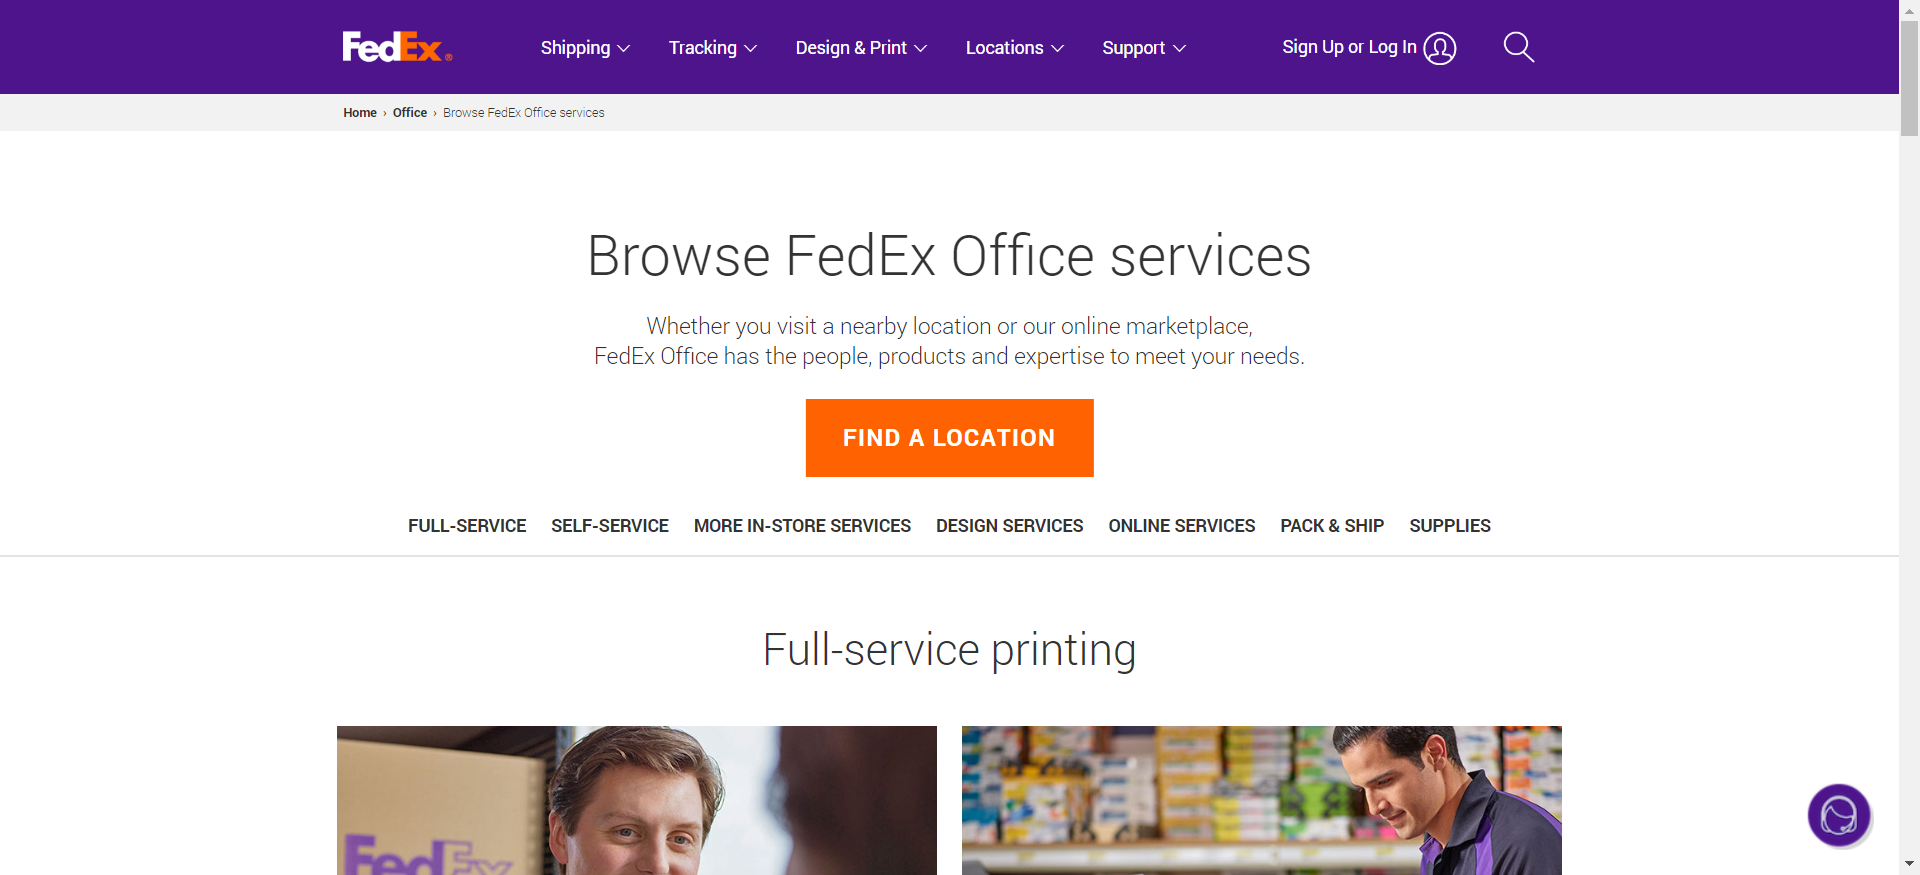 FedEx® Shipping Tracking Design & Print Locations Support Sign Up or Log In
Home › Office › Browse FedEx Office services
Browse FedEx Office services
Whether you visit a nearby location or our online marketplace,
FedEx Office has the people, products and expertise to meet your needs.
FIND A LOCATION
FULL-SERVICE SELF-SERVICE MORE IN-STORE SERVICES DESIGN SERVICES ONLINE SERVICES PACK & SHIP SUPPLIES
Full-service printing
FedEx